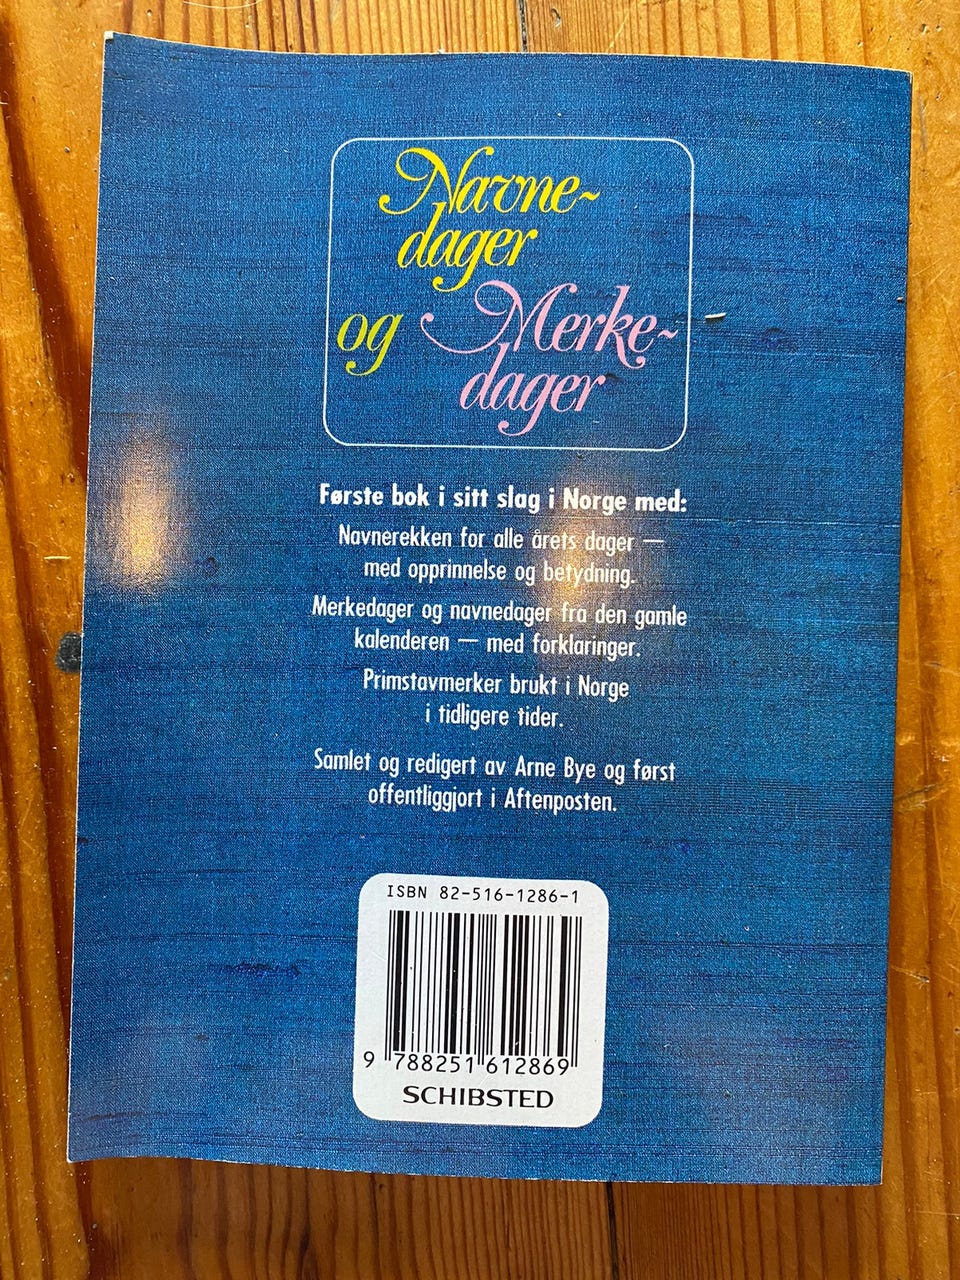 Navne-
dager
og Merke-
dager
Første bok i sitt slag i Norge med:
Navnerekken for alle årets dager —
med opprinnelse og betydning.
Merkedager og navnedager fra den gamle
kalenderen — med forklaringer.
Primstavmerker brukt i Norge
i tidligere tider.
Samlet og redigert av Arne Bye og først
offentliggjort i Aftenposten.
ISBN 82-516-1286-1
9 788251 612869
SCHIBSTED